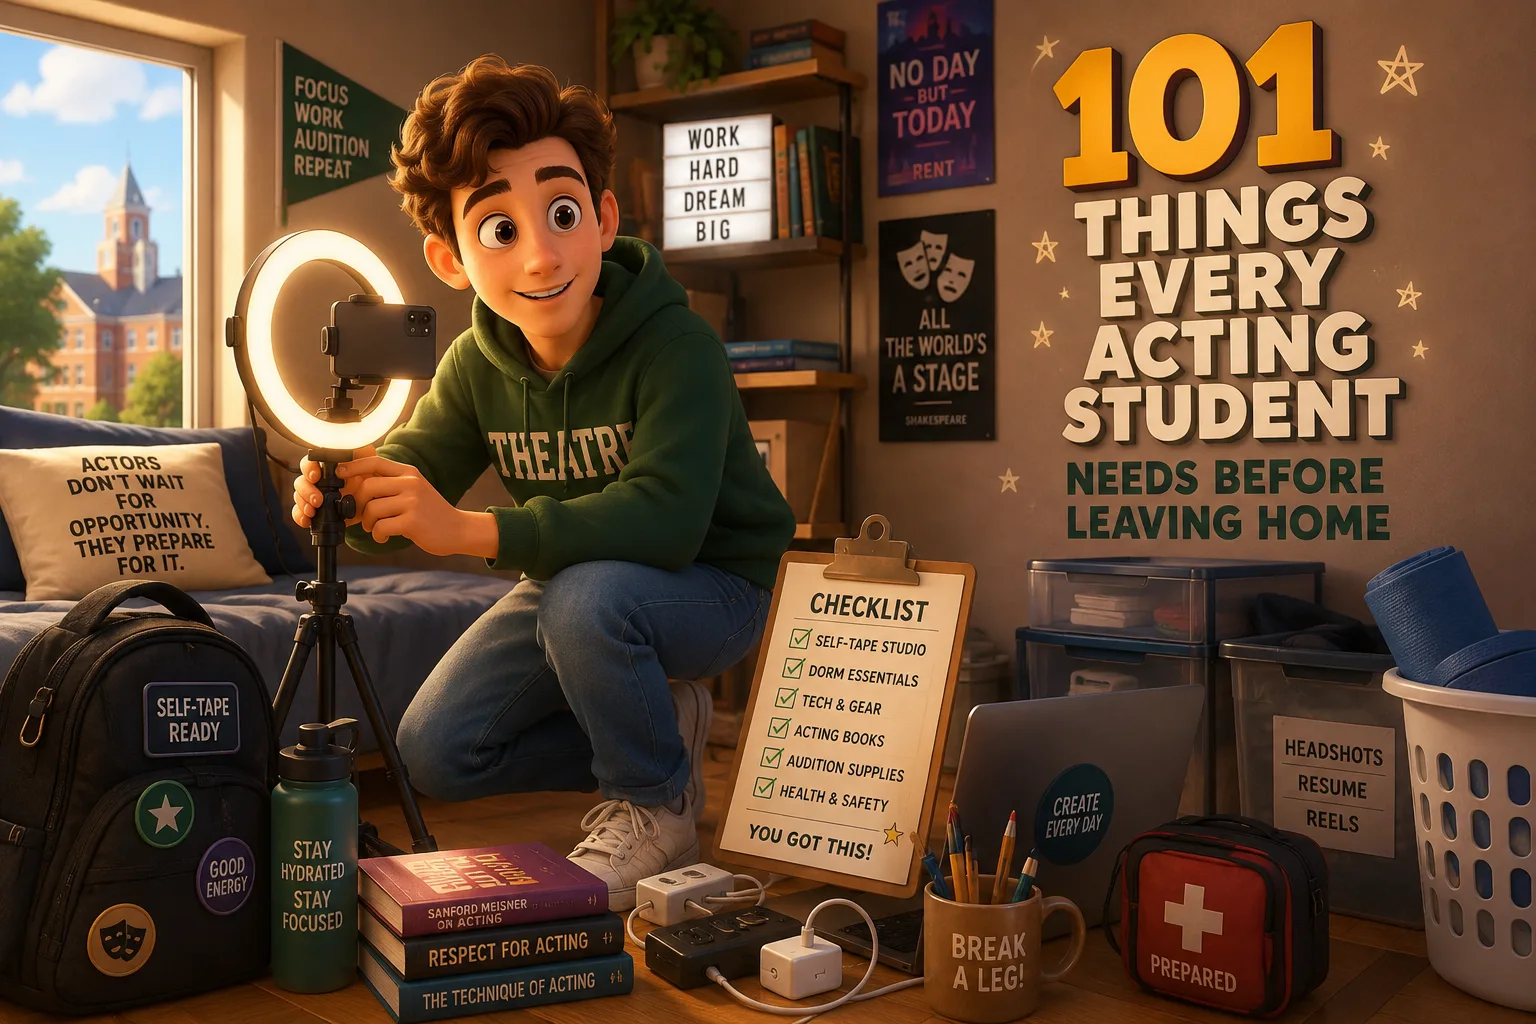 FOCUS
WORK
AUDITION
REPEAT
WORK
HARD
DREAM
BIG
NO DAY
BUT
TODAY
RENT
ALL
THE WORLD'S
A STAGE
SHAKESPEARE
101
THINGS
EVERY
ACTING
STUDENT
NEEDS BEFORE
LEAVING HOME
ACTORS
DON'T WAIT
FOR
OPPORTUNITY.
THEY PREPARE
FOR IT.
THEATRE
CHECKLIST
SELF-TAPE STUDIO
DORM ESSENTIALS
TECH & GEAR
ACTING BOOKS
AUDITION SUPPLIES
HEALTH & SAFETY
YOU GOT THIS!
SELF-TAPE
READY
GOOD
ENERGY
STAY
HYDRATED
STAY
FOCUSED
SANFORD MEISNER
ON ACTING
RESPECT FOR ACTING
THE TECHNIQUE OF ACTING
CREATE
EVERY DAY
BREAK
A LEG!
HEADSHOTS
RESUME
REELS
PREPARED